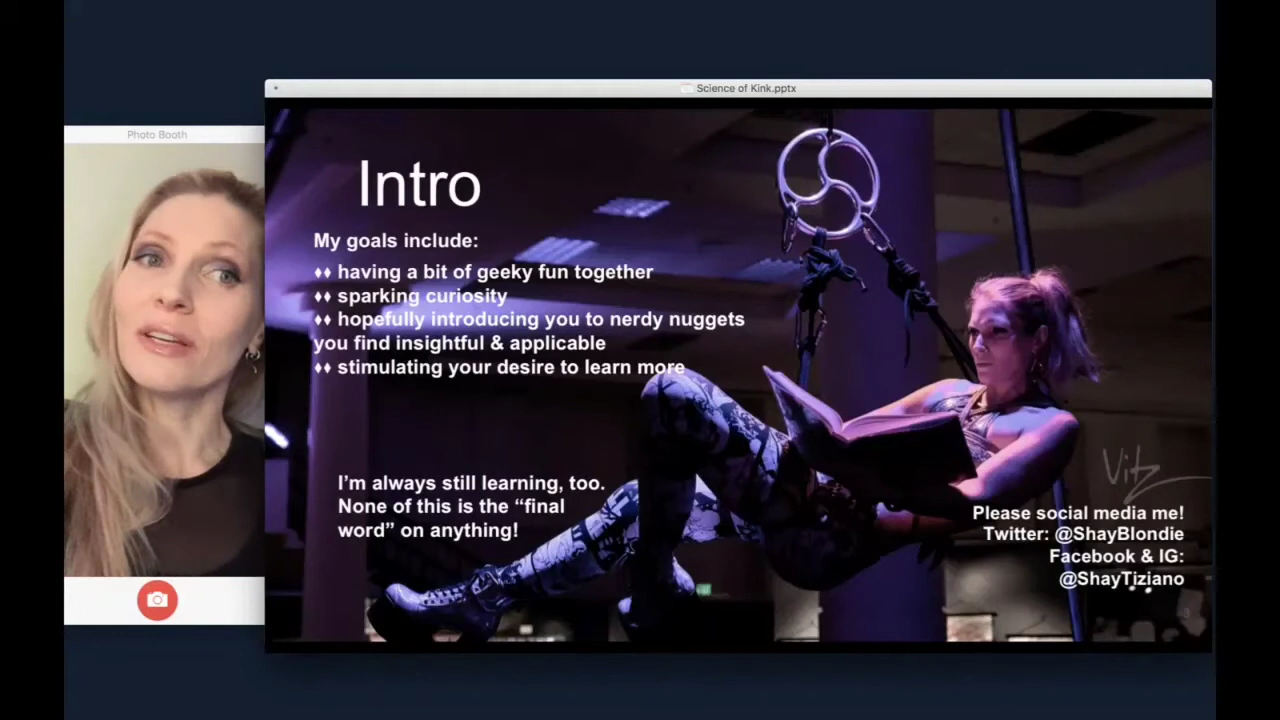 Science of Kink.pptx
Photo Booth
Intro
My goals include:
♦♦ having a bit of geeky fun together
♦♦ sparking curiosity
♦♦ hopefully introducing you to nerdy nuggets
you find insightful & applicable
♦♦ stimulating your desire to learn more
I'm always still learning, too.
None of this is the “final
word” on anything!
Vitz
Please social media me!
Twitter: @ShayBlondie
Facebook & IG:
@ShayTiziano
3